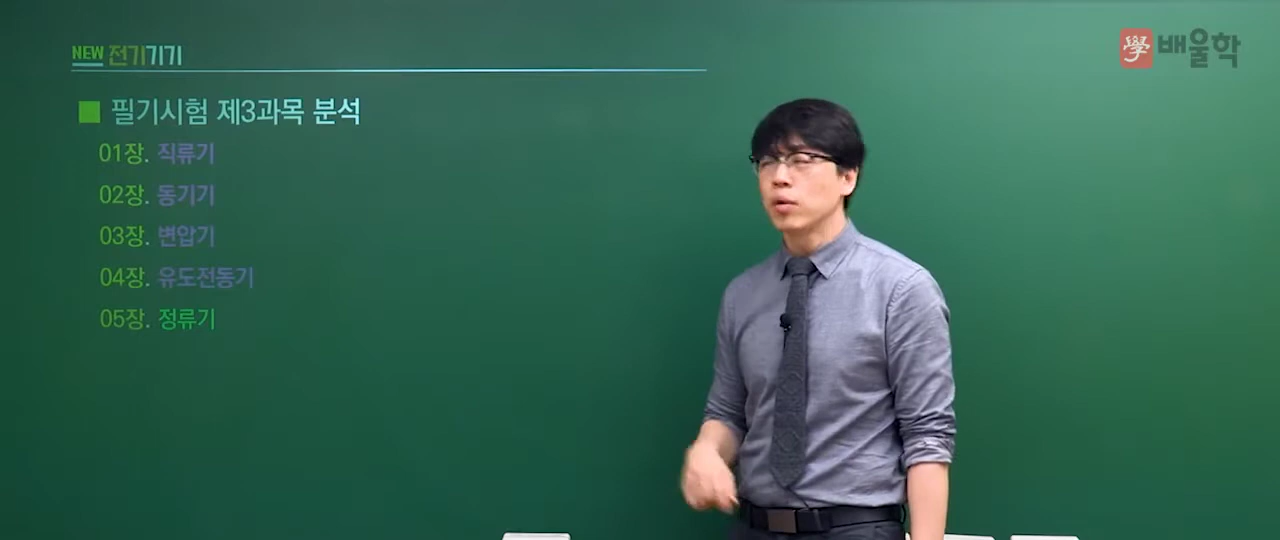 NEW 전기기기
學 배울학
필기시험 제3과목 분석
01장. 직류기
02장. 동기기
03장. 변압기
04장. 유도전동기
05장. 정류기